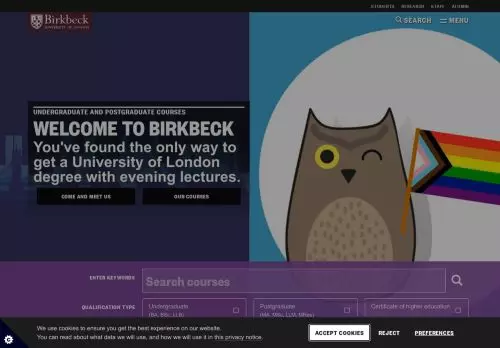 STUDENTS RESEARCH STAFF ALUMNI
Birkbeck
UNIVERSITY OF LONDON
SEARCH
MENU
UNDERGRADUATE AND POSTGRADUATE COURSES
WELCOME TO BIRKBECK
You've found the only way to
get a University of London
degree with evening lectures.
COME AND MEET US
OUR COURSES
ENTER KEYWORDS
Search courses
QUALIFICATION TYPE
Undergraduate
(BA, BSc, LLB)
Postgraduate
(MA, MSc, LLM, MRes)
Certificate of higher education
We use cookies to ensure you get the best experience on our website.
You can read about what data we use, and how we will use it in this privacy notice.
ACCEPT COOKIES
REJECT
PREFERENCES